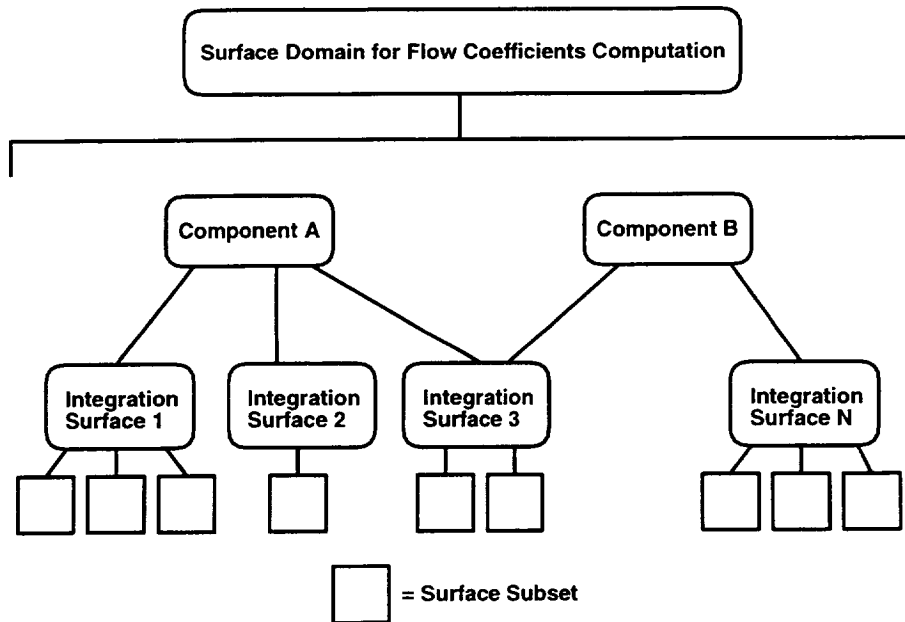 Surface Domain for Flow Coefficients Computation
Component A
Component B
Integration
Surface 1
Integration
Surface 2
Integration
Surface 3
Integration
Surface N
= Surface Subset